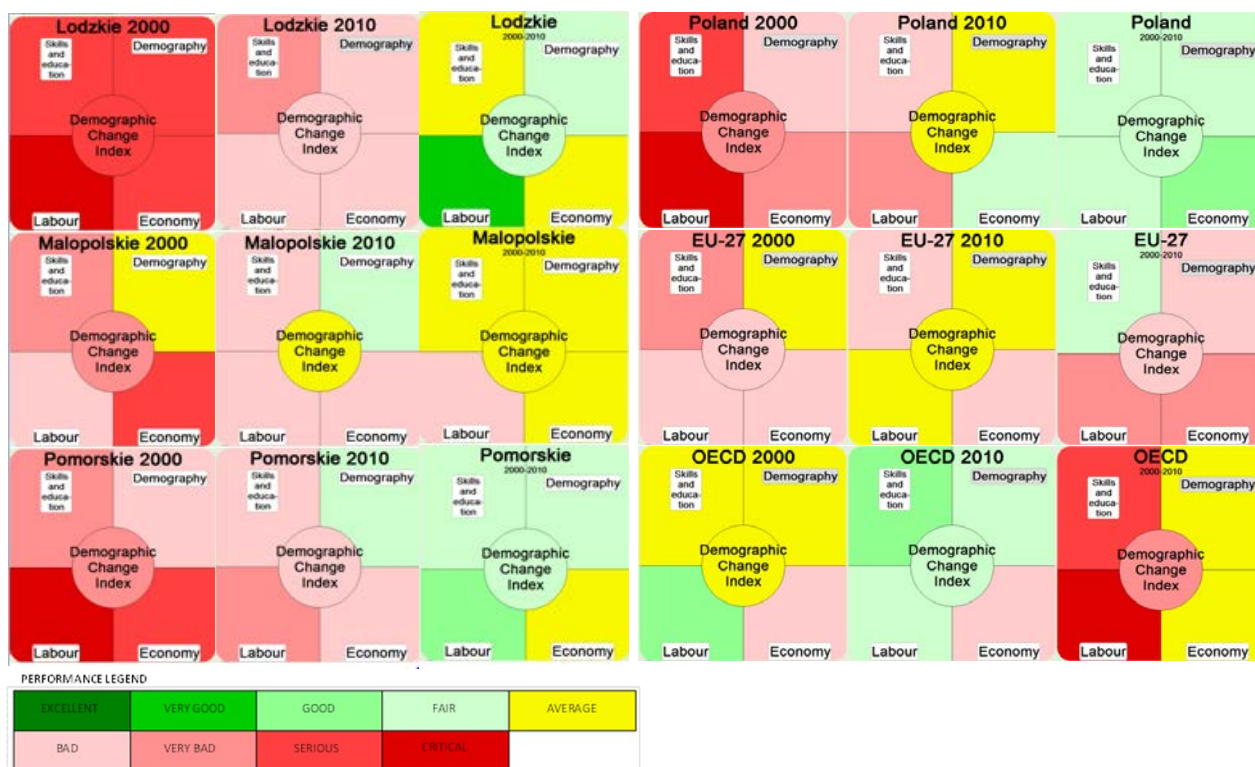 Lodzkie 2000
Skills
and
educa-
tion
Demography
Demographic
Change
Index
Labour
Economy
Lodzkie 2010
Skills
and
educa-
tion
Demography
Demographic
Change
Index
Labour
Economy
Lodzkie
2000-2010
Skills
and
educa-
tion
Demography
Demographic
Change
Index
Labour
Economy
Poland 2000
Skills
and
educa-
tion
Demography
Demographic
Change
Index
Labour
Economy
Poland 2010
Skills
and
educa-
tion
Demography
Demographic
Change
Index
Labour
Economy
Poland
2000-2010
Skills
and
educa-
tion
Demography
Demographic
Change
Index
Labour
Economy
Malopolskie 2000
Skills
and
educa-
tion
Demography
Demographic
Change
Index
Labour
Economy
Malopolskie 2010
Skills
and
educa-
tion
Demography
Demographic
Change
Index
Labour
Economy
Malopolskie
2000-2010
Skills
and
educa-
tion
Demography
Demographic
Change
Index
Labour
Economy
EU-27 2000
Skills
and
educa-
tion
Demography
Demographic
Change
Index
Labour
Economy
EU-27 2010
Skills
and
educa-
tion
Demography
Demographic
Change
Index
Labour
Economy
EU-27
2000-2010
Skills
and
educa-
tion
Demography
Demographic
Change
Index
Labour
Economy
Pomorskie 2000
Skills
and
educa-
tion
Demography
Demographic
Change
Index
Labour
Economy
Pomorskie 2010
Skills
and
educa-
tion
Demography
Demographic
Change
Index
Labour
Economy
Pomorskie
2000-2010
Skills
and
educa-
tion
Demography
Demographic
Change
Index
Labour
Economy
OECD 2000
Skills
and
educa-
tion
Demography
Demographic
Change
Index
Labour
Economy
OECD 2010
Skills
and
educa-
tion
Demography
Demographic
Change
Index
Labour
Economy
OECD
2000-2010
Skills
and
educa-
tion
Demography
Demographic
Change
Index
Labour
Economy
PERFORMANCE LEGEND
EXCELLENT
VERY GOOD
GOOD
FAIR
AVERAGE
BAD
VERY BAD
SERIOUS
CRITICAL